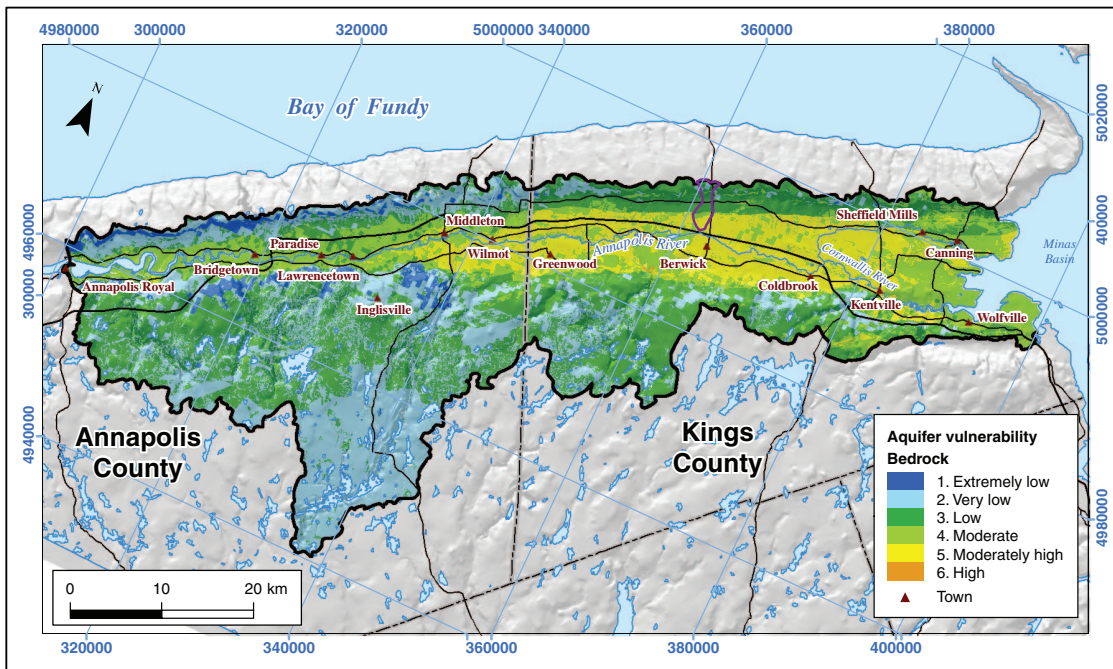 4980000
300000
320000
5000000
340000
360000
380000
N
Bay of Fundy
5020000
Sheffield Mills
Middleton
Paradise
4960000
400000
Annapolis River
Wilmot
Canning
Minas
Basin
Bridgetown
Lawrencetown
Greenwood
Berwick
Cornwallis River
Annapolis Royal
Coldbrook
300000
Inglisville
Kentville
Wolfville
5000000
4940000
Annapolis
County
Kings
County
Aquifer vulnerability
Bedrock
1. Extremely low
2. Very low
3. Low
4. Moderate
5. Moderately high
6. High
Town
4980000
0
10
20 km
320000
340000
360000
380000
400000